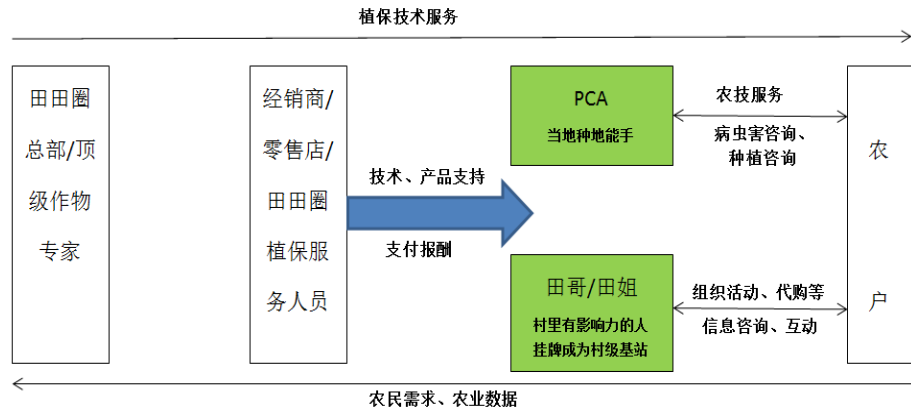 植保技术服务
田田圈
总部/顶
级作物
专家
经销商/
零售店/
田田圈
植保服
务人员
技术、产品支持
支付报酬
PCA
当地种地能手
农技服务
病虫害咨询、
种植咨询
田哥/田姐
村里有影响力的人
挂牌成为村级基站
组织活动、代购等
信息咨询、互动
农
户
农民需求、农业数据